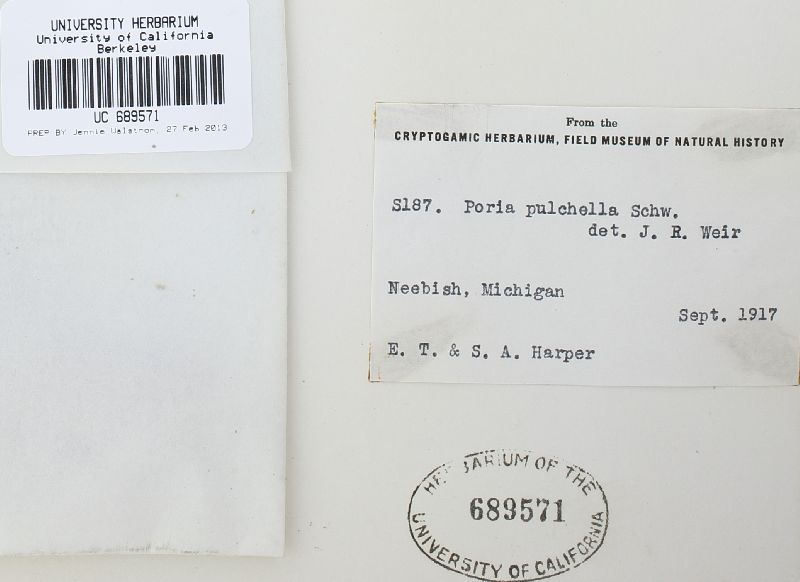 UNIVERSITY HERBARIUM
University of California
Berkeley
UC 689571
PREP BY Jennie Walstrom, 27 Feb 2013
From the
CRYPTOGAMIC HERBARIUM, FIELD MUSEUM OF NATURAL HISTORY
S187. Poria pulchella Schw.
det. J. R. Weir
Neebish, Michigan
Sept. 1917
E. T. & S. A. Harper
HERBARIUM OF THE
689571
UNIVERSITY OF CALIFORNIA